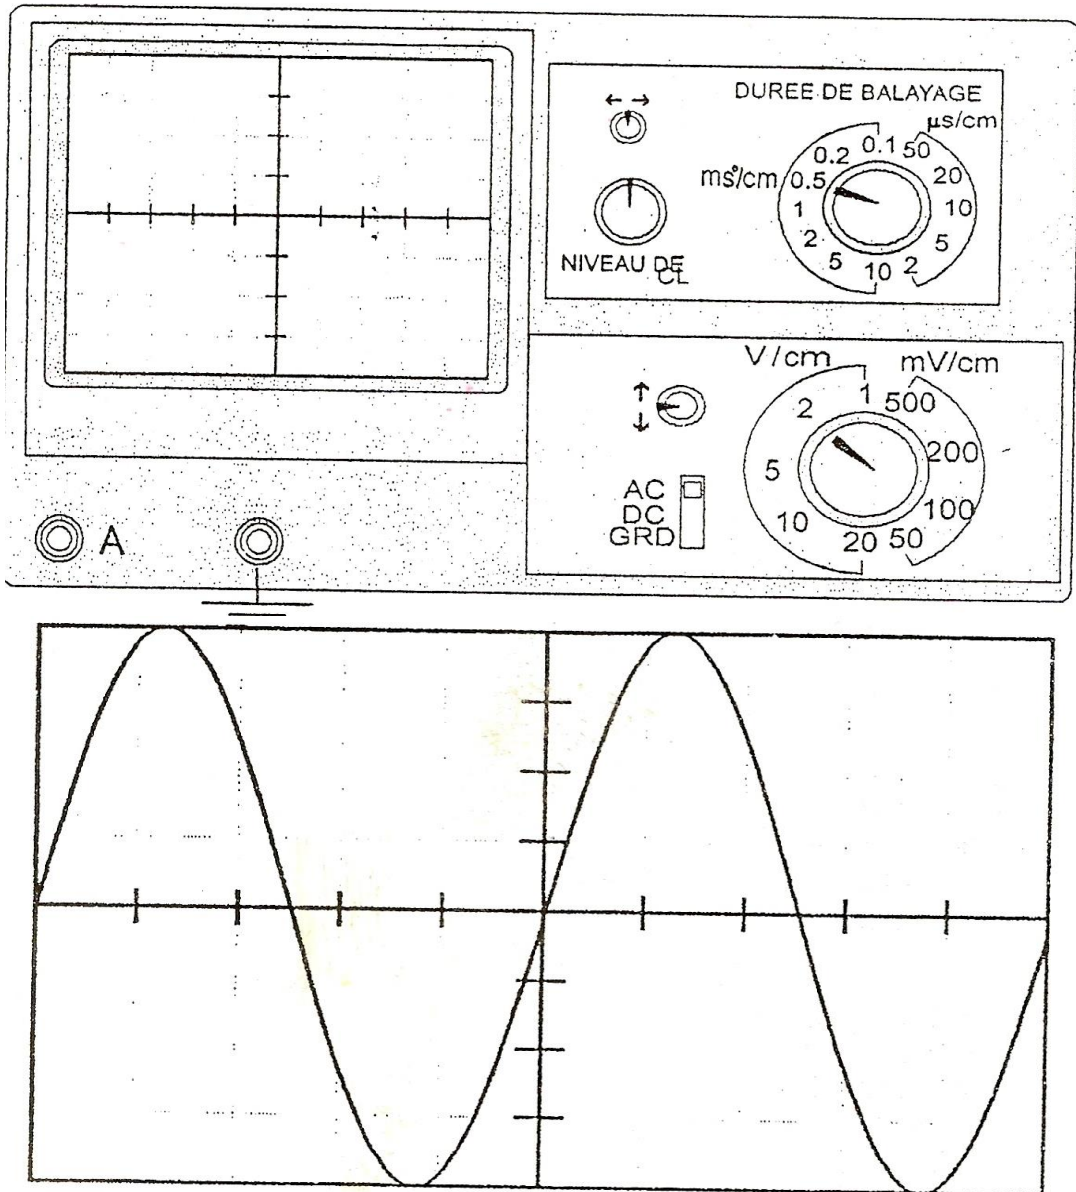 DUREE DE BALAYAGE
µs/cm
ms/cm
0.5 0.2 0.1 50 20
1 10
2 5 10 2 5
NIVEAU DE
CL
V/cm mV/cm
2 1 500
5 200
10 20 50 100
AC
DC
GRD
A